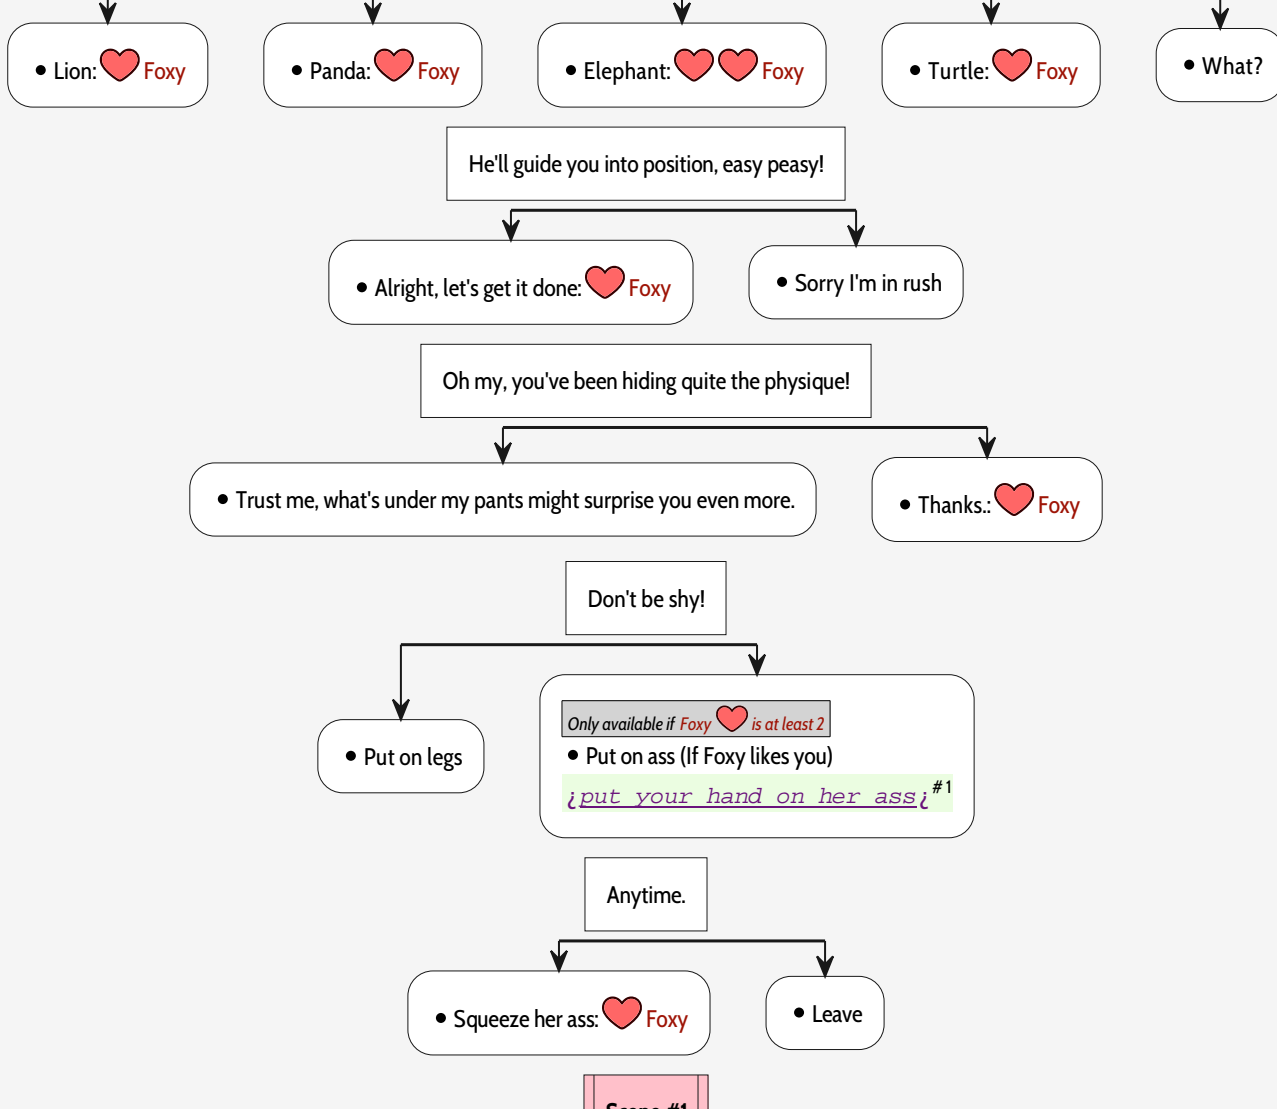 • Lion: Foxy
• Panda: Foxy
• Elephant: Foxy
• Turtle: Foxy
• What?
He'll guide you into position, easy peasy!
• Alright, let's get it done: Foxy
• Sorry I'm in rush
Oh my, you've been hiding quite the physique!
• Trust me, what's under my pants might surprise you even more.
• Thanks.: Foxy
Don't be shy!
• Put on legs
Only available if Foxy is at least 2
• Put on ass (If Foxy likes you)
¿put your hand on her ass¿#1
Anytime.
• Squeeze her ass: Foxy
• Leave
Scene #1